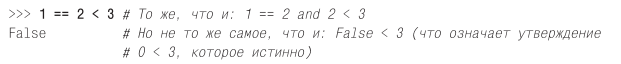 >>> 1 == 2 < 3 # То же, что и: 1 == 2 and 2 < 3
False # Но не то же самое, что и: False < 3 (что означает утверждение
# 0 < 3, которое истинно)